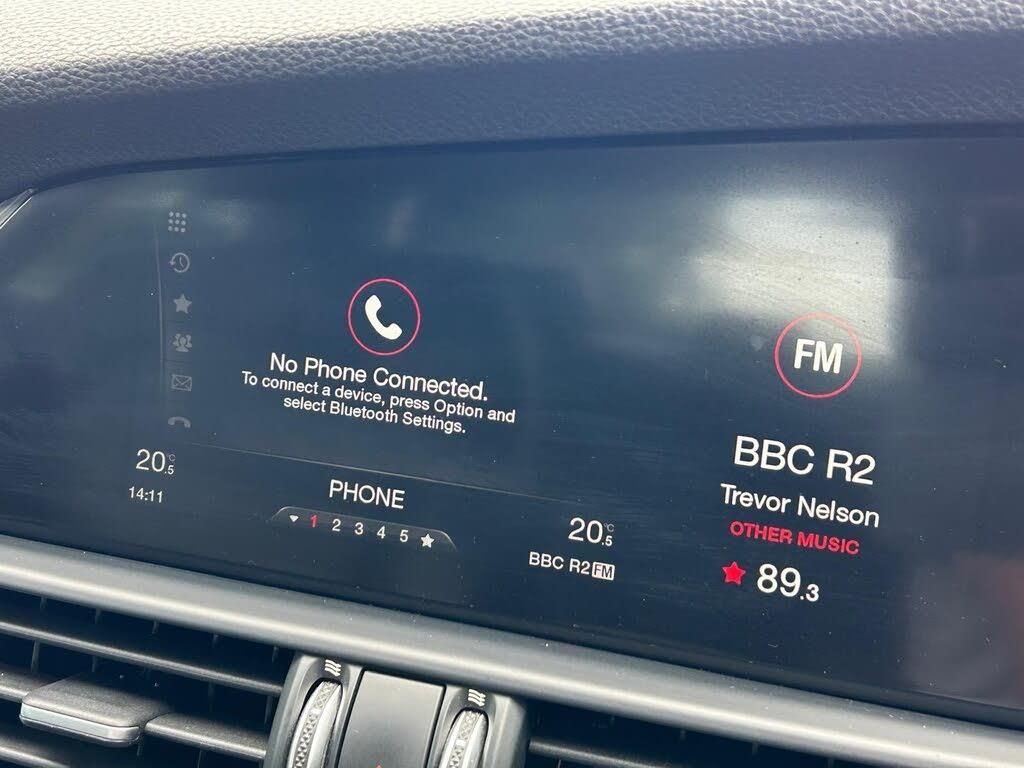 No Phone Connected.
To connect a device, press Option and
select Bluetooth Settings.
20.5°C
14:11
PHONE
1 2 3 4 5
20.5°C
BBC R2 FM
FM
BBC R2
Trevor Nelson
OTHER MUSIC
89.3